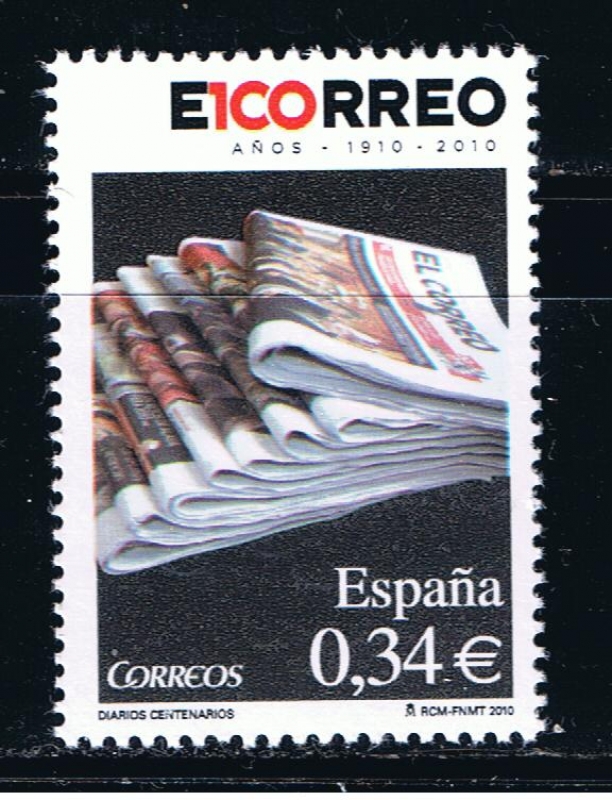 E1CORREO
AÑOS - 1910 - 2010
EL CORREO
España
0,34 €
CORREOS
DIARIOS CENTENARIOS
RCM-FNMT 2010